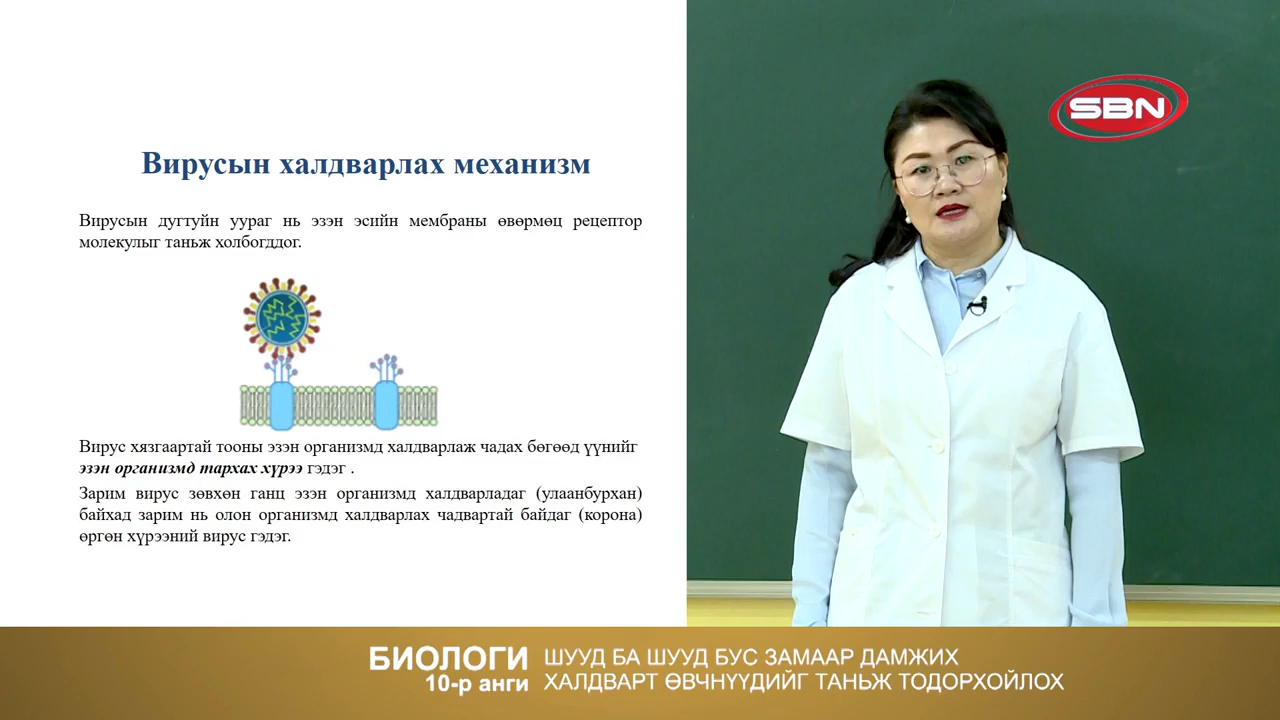 Вирусын халдварлах механизм
Вирусын дугтуйн уураг нь эзэн эсийн мембраны өвөрмөц рецептор
молекулыг таньж холбогддог.
Вирус хязгаартай тооны эзэн организмд халдварлаж чадах бөгөөд үүнийг
эзэн организмд тархах хүрээ гэдэг .
Зарим вирус зөвхөн ганц эзэн организмд халдварладаг (улаанбурхан)
байхад зарим нь олон организмд халдварлах чадвартай байдаг (корона)
өргөн хүрээний вирус гэдэг.
SBN
БИОЛОГИ
10-р анги
ШУУД БА ШУУД БУС ЗАМААР ДАМЖИХ
ХАЛДВАРТ ӨВЧНҮҮДИЙГ ТАНЬЖ ТОДОРХОЙЛОХ